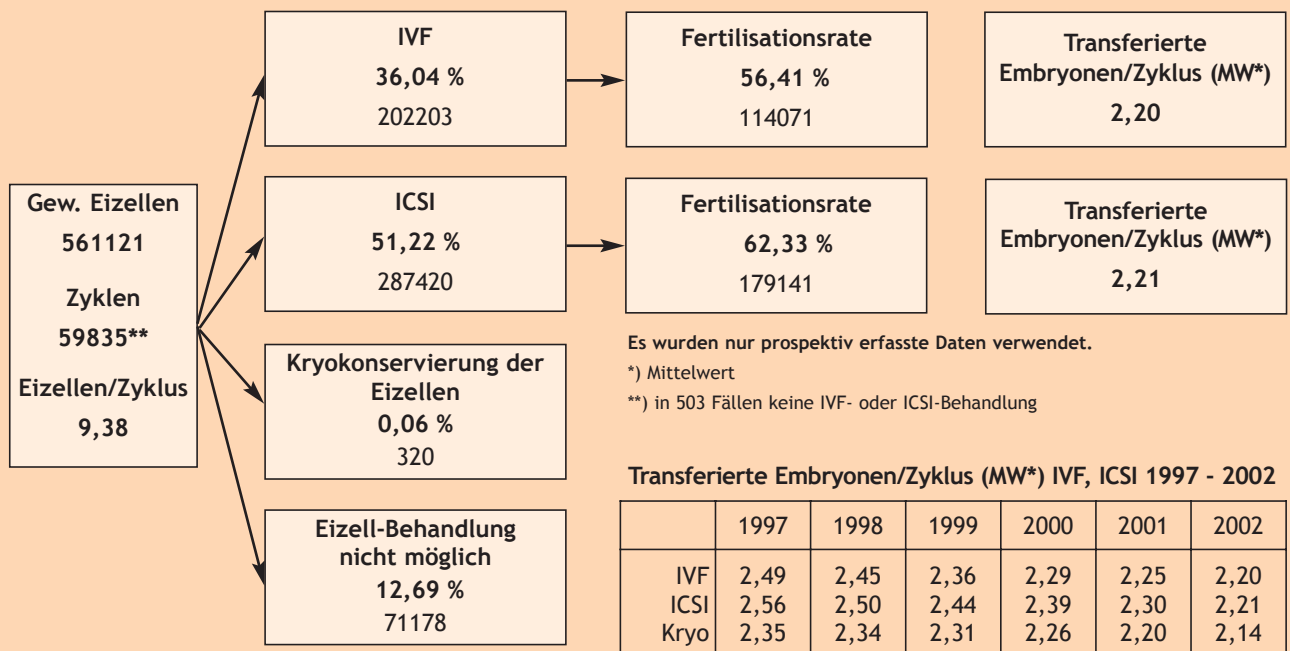 Gew. Eizellen
561121
Zyklen
59835**
Eizellen/Zyklus
9,38
IVF
36,04 %
202203
Fertilisationsrate
56,41 %
114071
Transferierte
Embryonen/Zyklus (MW*)
2,20
ICSI
51,22 %
287420
Fertilisationsrate
62,33 %
179141
Transferierte
Embryonen/Zyklus (MW*)
2,21
Kryokonservierung der
Eizellen
0,06 %
320
Eizell-Behandlung
nicht möglich
12,69 %
71178
Es wurden nur prospektiv erfasste Daten verwendet.
*) Mittelwert
**) in 503 Fällen keine IVF- oder ICSI-Behandlung
Transferierte Embryonen/Zyklus (MW*) IVF, ICSI 1997 - 2002
1997 1998 1999 2000 2001 2002
IVF 2,49 2,45 2,36 2,29 2,25 2,20
ICSI 2,56 2,50 2,44 2,39 2,30 2,21
Kryo 2,35 2,34 2,31 2,26 2,20 2,14